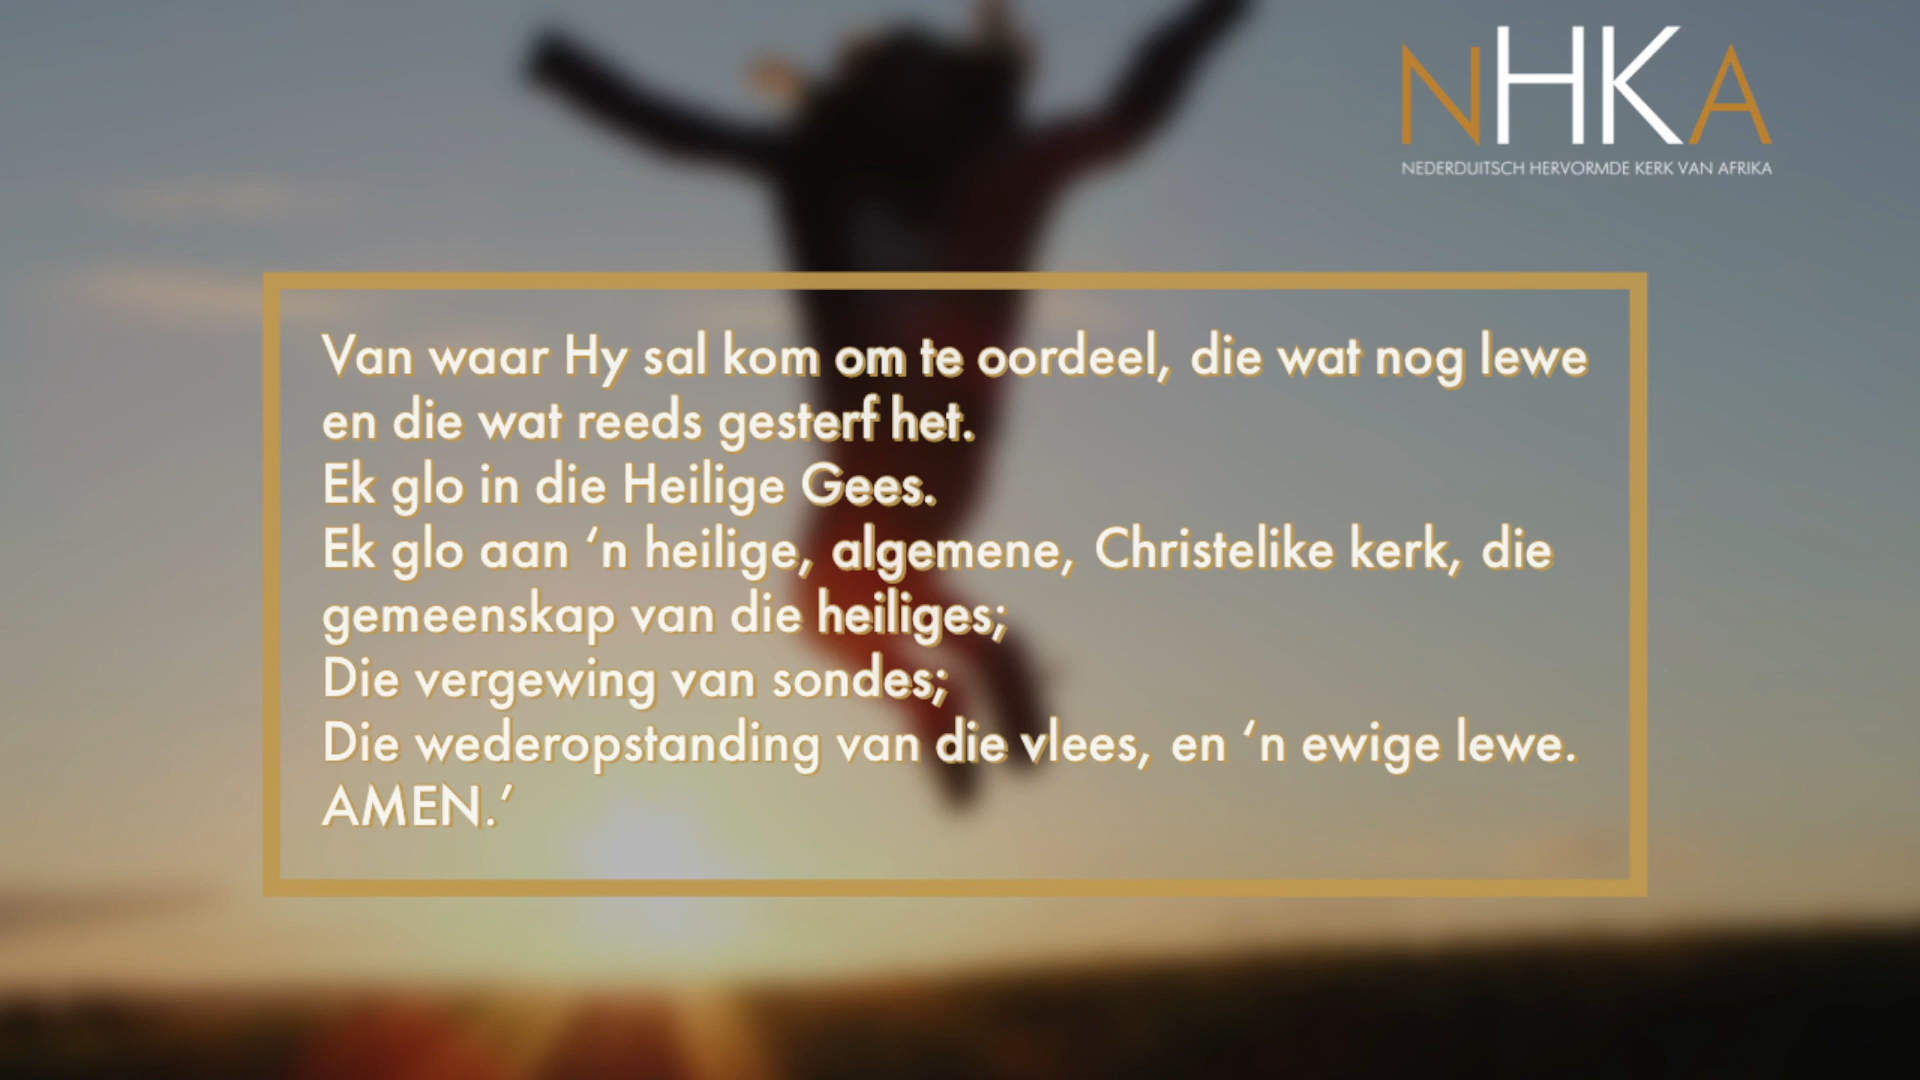 NHKA
NEDERDUITSCH HERVORMDE KERK VAN AFRIKA
Van waar Hy sal kom om te oordeel, die wat nog lewe
en die wat reeds gesterf het.
Ek glo in die Heilige Gees.
Ek glo aan ‘n heilige, algemene, Christelike kerk, die
gemeenskap van die heiliges;
Die vergewing van sondes;
Die wederopstanding van die vlees, en ‘n ewige lewe.
AMEN.’